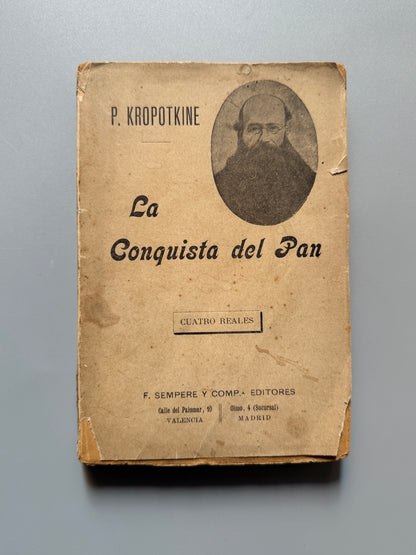 P. KROPOTKINE
La
Conquista del Pan
CUATRO REALES
F. SEMPERE Y COMP.ª EDITORES
Calle del Palomar, 10
VALENCIA
Olmo, 4 (Sucursal)
MADRID